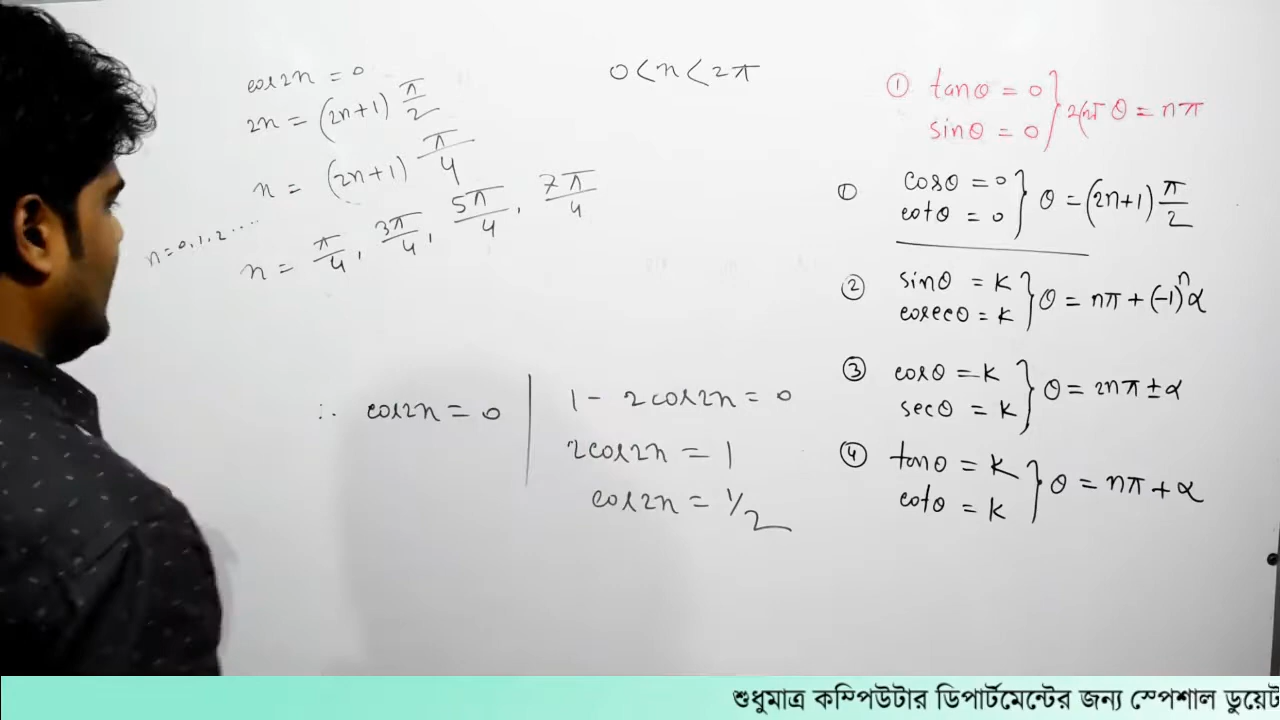 cos2x = 0
2x = (2n+1) π/2
x = (2n+1) π/4
n = 0, 1, 2 ....
x = π/4, 3π/4, 5π/4, 7π/4
0 < x < 2π
∴ cos2x = 0
1 - 2cos2x = 0
2cos2x = 1
cos2x = 1/2
① tanθ = 0
sinθ = 0 } হলে θ = nπ
① cosθ = 0
cotθ = 0 } θ = (2n+1) π/2
② sinθ = K
cosecθ = K } θ = nπ + (-1)ⁿα
③ cosθ = K
secθ = K } θ = 2nπ ± α
④ tanθ = K
cotθ = K } θ = nπ + α
শুধুমাত্র কম্পিউটার ডিপার্টমেন্টের জন্য স্পেশাল ডুয়েট